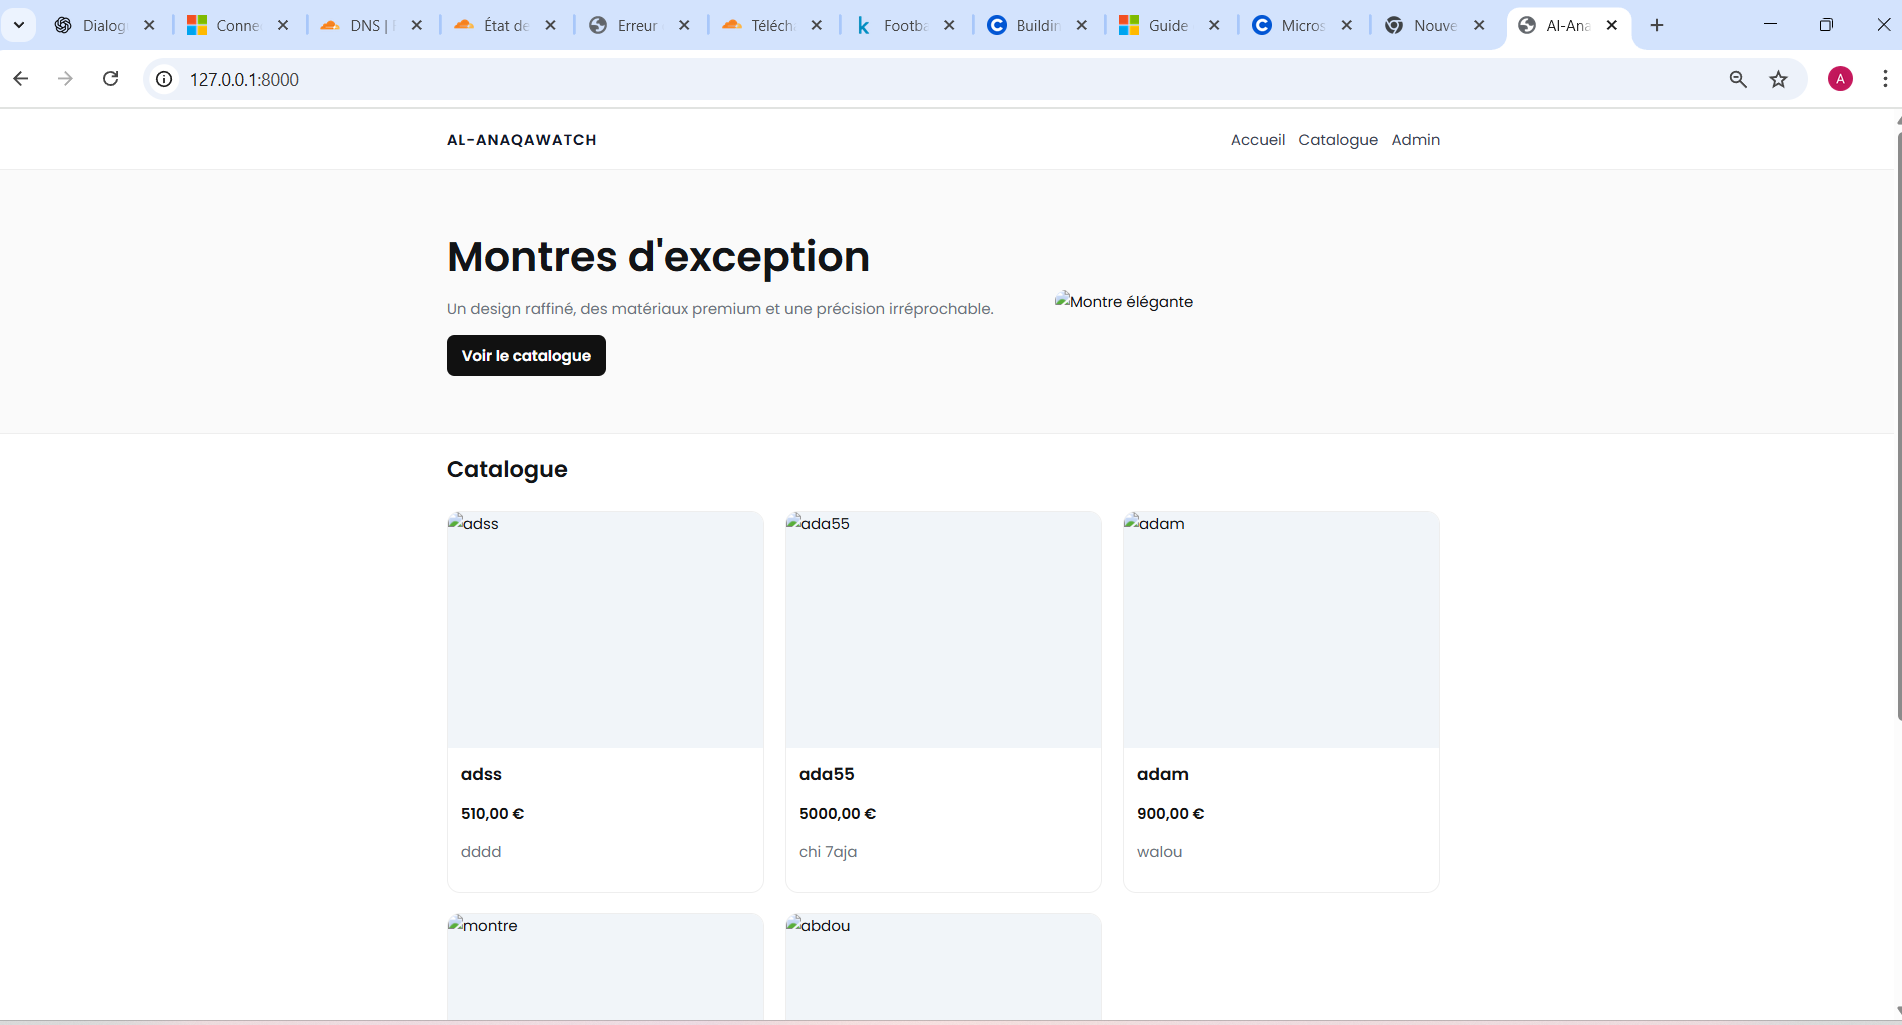 Dialog
Conne
DNS | F
État de
Erreur
Téléch
Footba
Buildin
Guide
Micros
Nouve
Al-Ana
127.0.0.1:8000
A
AL-ANAQAWATCH
Accueil Catalogue Admin
Montres d'exception
Un design raffiné, des matériaux premium et une précision irréprochable.
Montre élégante
Voir le catalogue
Catalogue
adss
ada55
adam
adss
510,00 €
dddd
ada55
5000,00 €
chi 7aja
adam
900,00 €
walou
montre
abdou